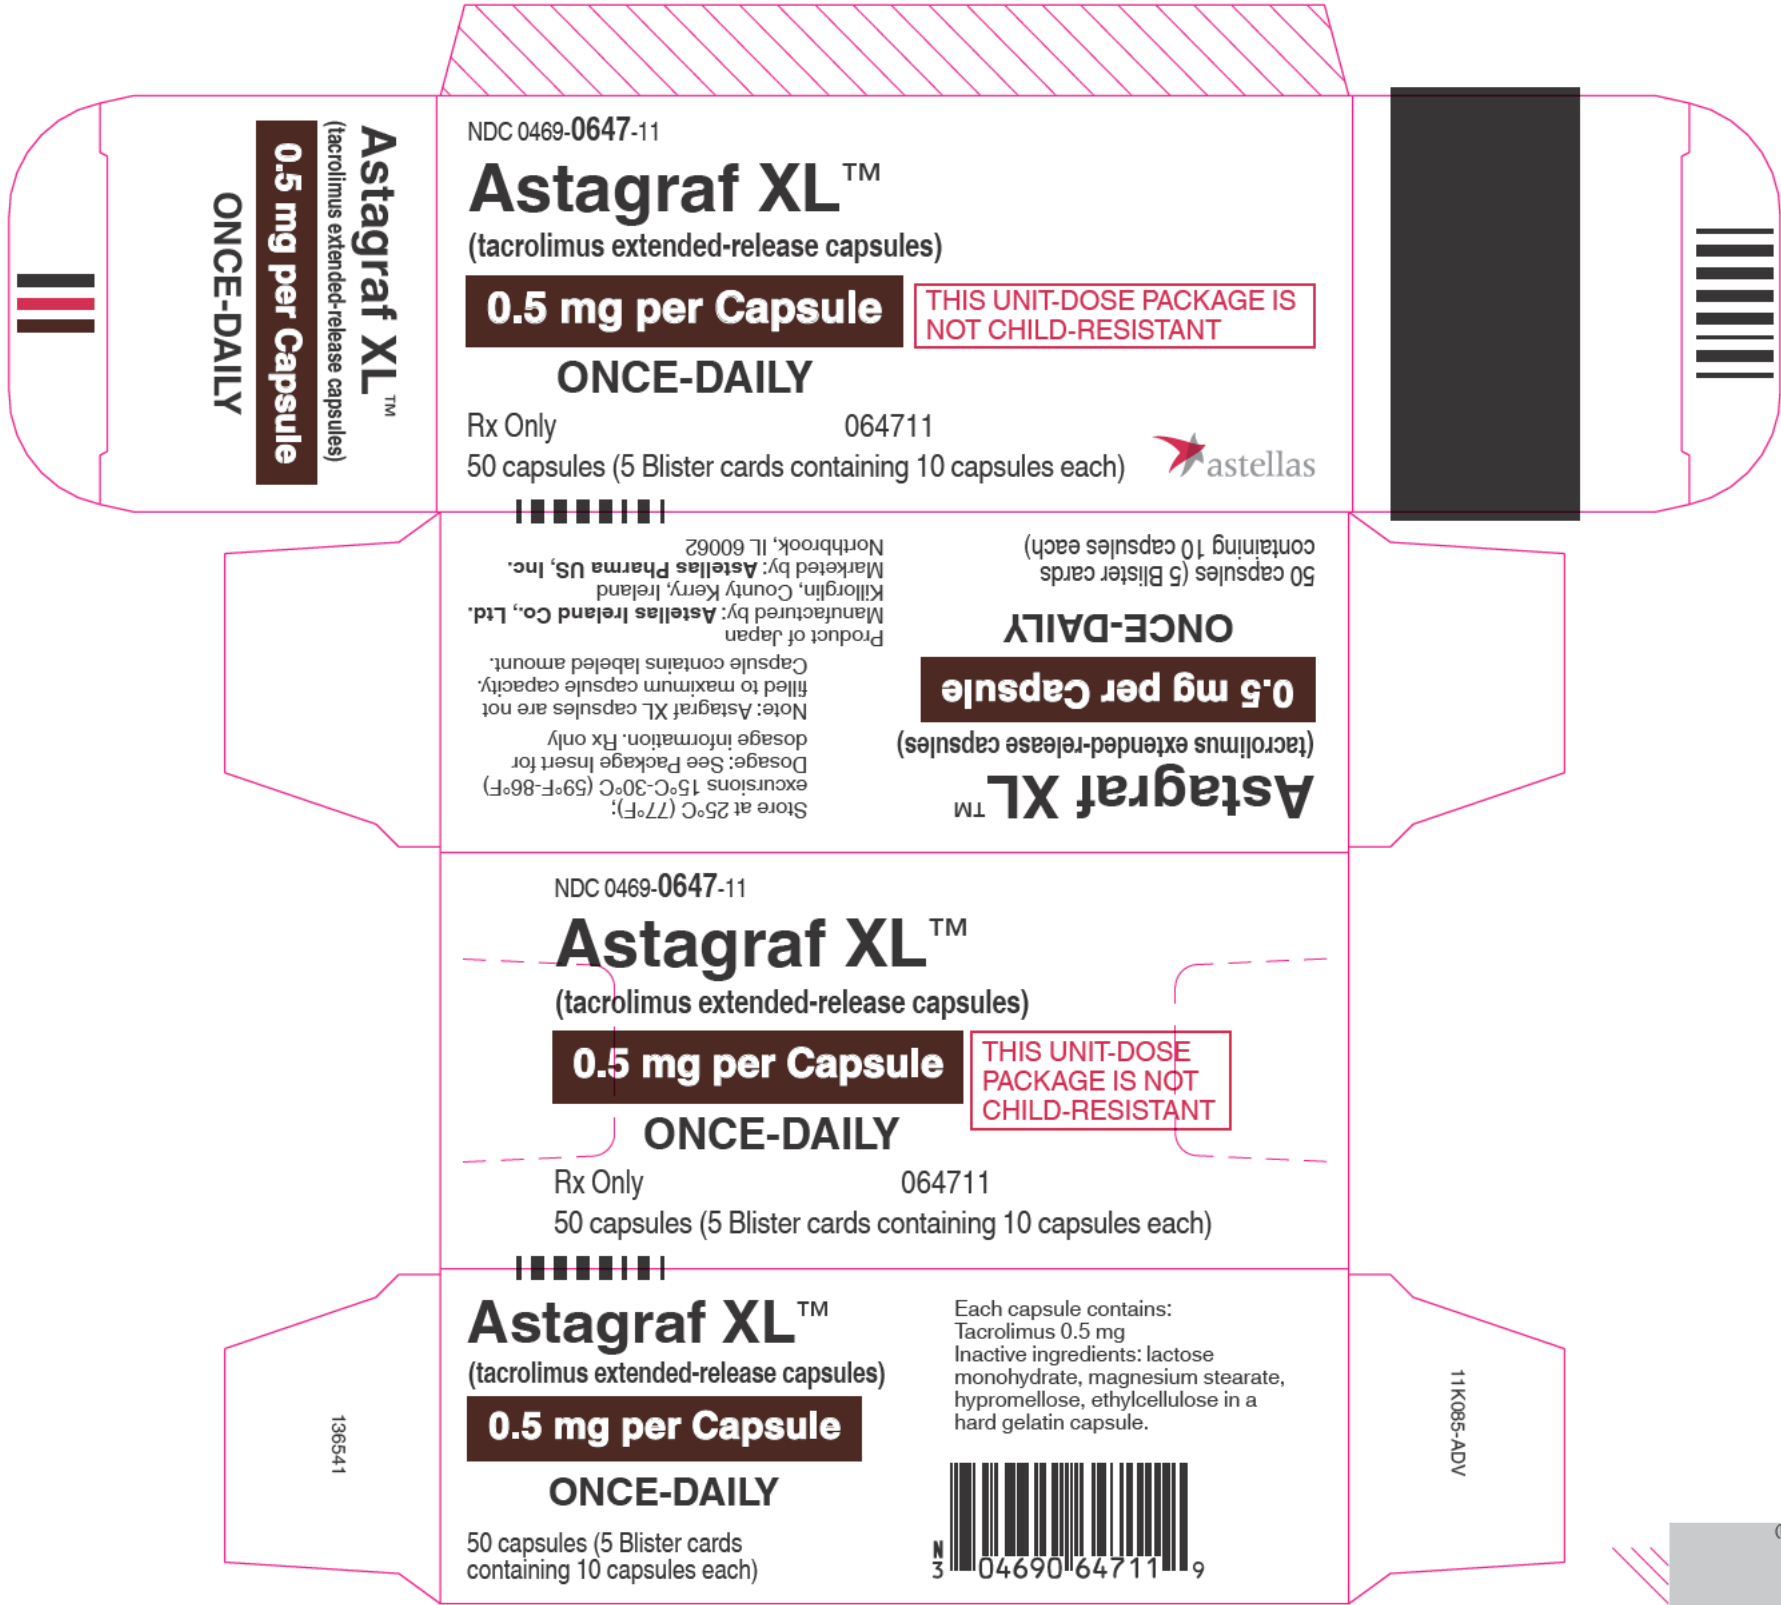 Astagraf XL™
(tacrolimus extended-release capsules)
0.5 mg per Capsule
ONCE-DAILY
NDC 0469-0647-11
Astagraf XL™
(tacrolimus extended-release capsules)
0.5 mg per Capsule
THIS UNIT-DOSE PACKAGE IS
NOT CHILD-RESISTANT
ONCE-DAILY
Rx Only
064711
50 capsules (5 Blister cards containing 10 capsules each)
astellas
Astagraf XL™
(tacrolimus extended-release capsules)
0.5 mg per Capsule
ONCE-DAILY
50 capsules (5 Blister cards
containing 10 capsules each)
Store at 25°C (77°F);
excursions 15°C-30°C (59°F-86°F)
Dosage: See Package Insert for
dosage information. Rx only
Note: Astagraf XL capsules are not
filled to maximum capsule capacity.
Capsule contains labeled amount.
Product of Japan
Manufactured by: Astellas Ireland Co., Ltd.
Killorglin, County Kerry, Ireland
Marketed by: Astellas Pharma US, Inc.
Northbrook, IL 60062
NDC 0469-0647-11
Astagraf XL™
(tacrolimus extended-release capsules)
0.5 mg per Capsule
THIS UNIT-DOSE
PACKAGE IS NOT
CHILD-RESISTANT
ONCE-DAILY
Rx Only
064711
50 capsules (5 Blister cards containing 10 capsules each)
136541
Astagraf XL™
(tacrolimus extended-release capsules)
0.5 mg per Capsule
ONCE-DAILY
50 capsules (5 Blister cards
containing 10 capsules each)
Each capsule contains:
Tacrolimus 0.5 mg
Inactive ingredients: lactose
monohydrate, magnesium stearate,
hypromellose, ethylcellulose in a
hard gelatin capsule.
N
3 04690 64711 9
11K085-ADV